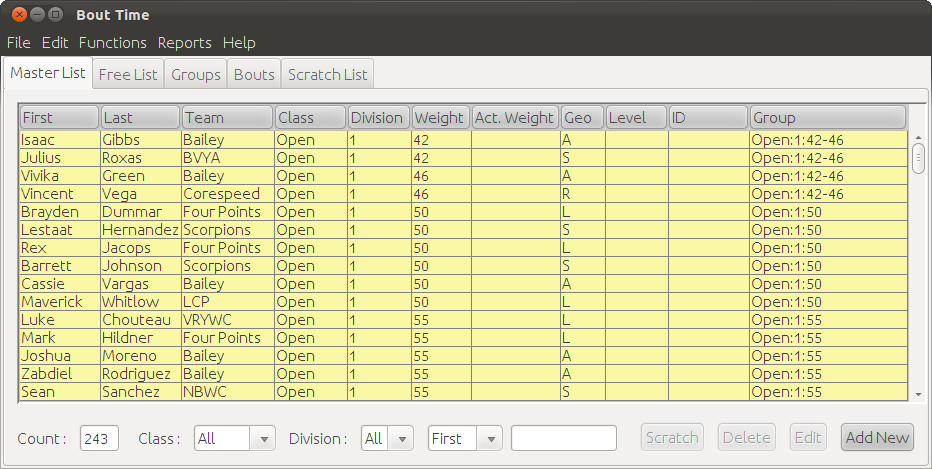 Bout Time
File Edit Functions Reports Help
Master List Free List Groups Bouts Scratch List
First Last Team Class Division Weight Act. Weight Geo Level ID Group
Isaac Gibbs Bailey Open 1 42 A Open:1:42-46
Julius Roxas BVYA Open 1 42 S Open:1:42-46
Vivika Green Bailey Open 1 46 A Open:1:42-46
Vincent Vega Corespeed Open 1 46 R Open:1:42-46
Brayden Dummar Four Points Open 1 50 L Open:1:50
Lestaat Hernandez Scorpions Open 1 50 S Open:1:50
Rex Jacops Four Points Open 1 50 L Open:1:50
Barrett Johnson Scorpions Open 1 50 S Open:1:50
Cassie Vargas Bailey Open 1 50 A Open:1:50
Maverick Whitlow LCP Open 1 50 L Open:1:50
Luke Chouteau VRYWC Open 1 55 L Open:1:55
Mark Hildner Four Points Open 1 55 L Open:1:55
Joshua Moreno Bailey Open 1 55 A Open:1:55
Zabdiel Rodriguez Bailey Open 1 55 A Open:1:55
Sean Sanchez NBWC Open 1 55 S Open:1:55
Count : 243 Class : All Division : All First Scratch Delete Edit Add New